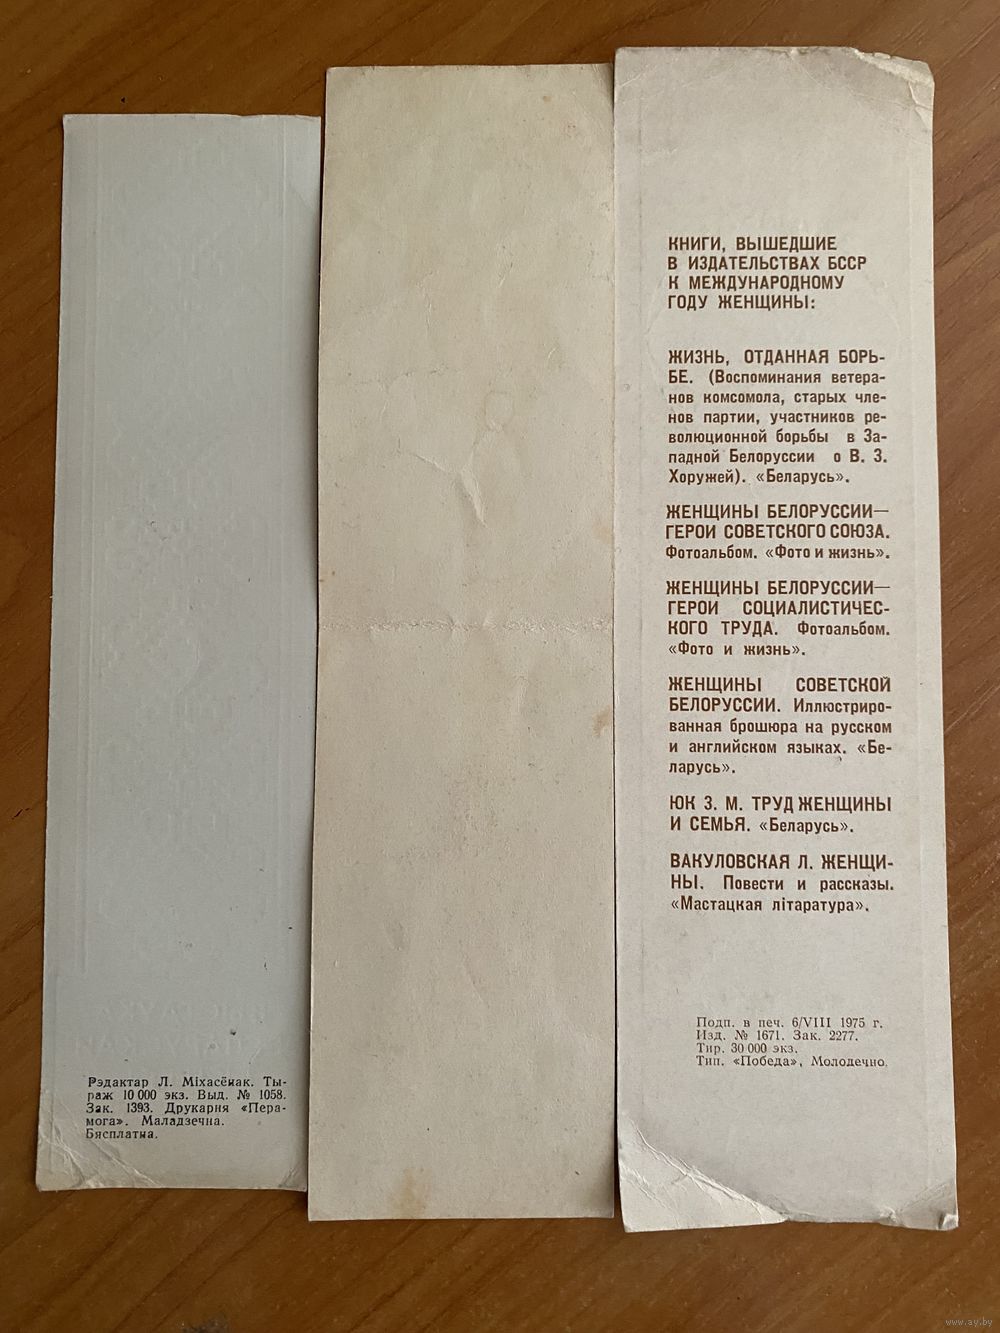 Рэдактар Л. Міхасёнак. Ты-
раж 10 000 экз. Выд. № 1058.
Зак. 1393. Друкарня «Пера-
мога». Маладзечна.
Бясплатна.
КНИГИ, ВЫШЕДШИЕ
В ИЗДАТЕЛЬСТВАХ БССР
К МЕЖДУНАРОДНОМУ
ГОДУ ЖЕНЩИНЫ:
ЖИЗНЬ, ОТДАННАЯ БОРЬ-
БЕ. (Воспоминания ветера-
нов комсомола, старых чле-
нов партии, участников ре-
волюционной борьбы в За-
падной Белоруссии о В. З.
Хоружей). «Беларусь».
ЖЕНЩИНЫ БЕЛОРУССИИ—
ГЕРОИ СОВЕТСКОГО СОЮЗА.
Фотоальбом. «Фото и жизнь».
ЖЕНЩИНЫ БЕЛОРУССИИ—
ГЕРОИ СОЦИАЛИСТИЧЕС-
КОГО ТРУДА. Фотоальбом.
«Фото и жизнь».
ЖЕНЩИНЫ СОВЕТСКОЙ
БЕЛОРУССИИ. Иллюстриро-
ванная брошюра на русском
и английском языках. «Бе-
ларусь».
ЮК З. М. ТРУД ЖЕНЩИНЫ
И СЕМЬЯ. «Беларусь».
ВАКУЛОВСКАЯ Л. ЖЕНЩИ-
НЫ. Повести и рассказы.
«Мастацкая літаратура».
Подп. в печ. 6/VIII 1975 г.
Изд. № 1671. Зак. 2277.
Тир. 30 000 экз.
Тип. «Победа», Молодечно.
www.ay.by